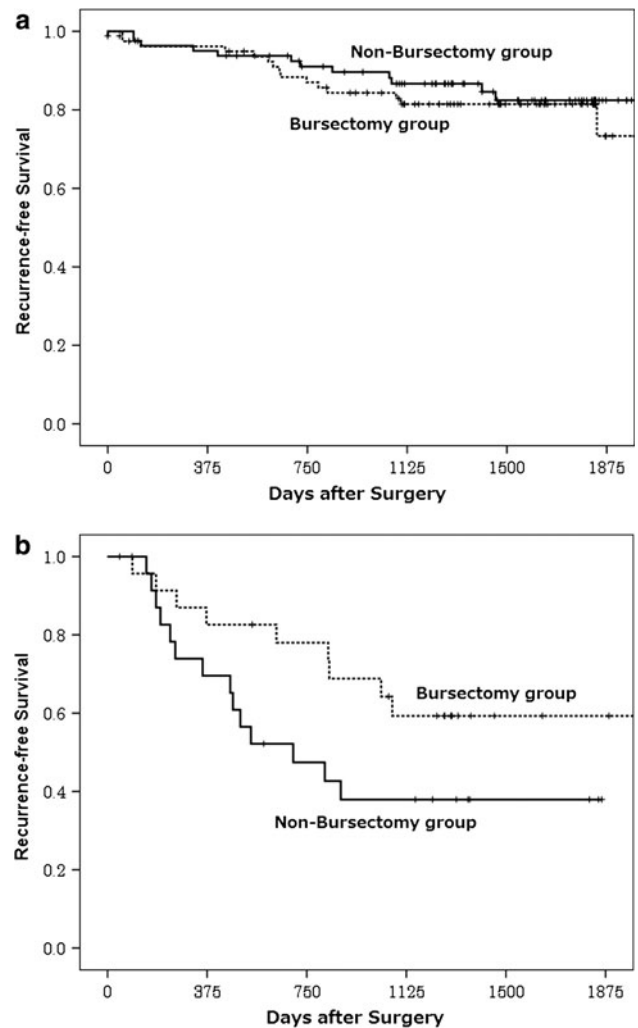 a
1.0
Non-Bursectomy group
0.8
Bursectomy group
Recurrence-free Survival
0.6
0.4
0.2
0.0
0 375 750 1125 1500 1875
Days after Surgery
b
1.0
0.8
Bursectomy group
Recurrence-free Survival
0.6
0.4
Non-Bursectomy group
0.2
0.0
0 375 750 1125 1500 1875
Days after Surgery